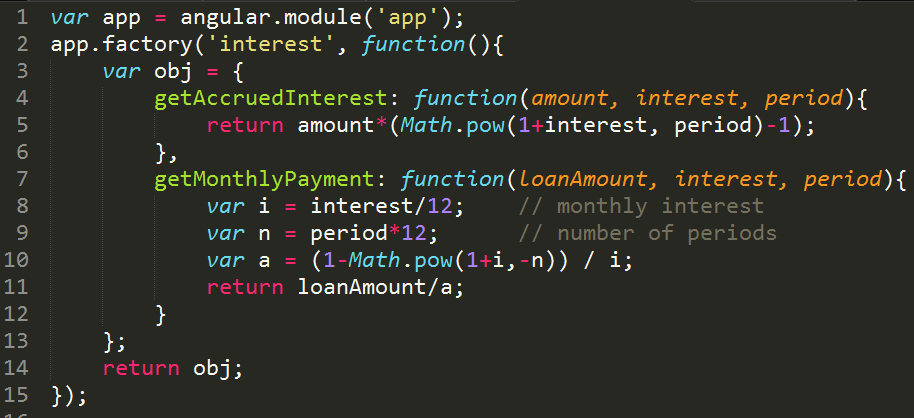 1 var app = angular.module('app');
2 app.factory('interest', function(){
3     var obj = {
4         getAccruedInterest: function(amount, interest, period){
5             return amount*(Math.pow(1+interest, period)-1);
6         },
7         getMonthlyPayment: function(loanAmount, interest, period){
8             var i = interest/12;    // monthly interest
9             var n = period*12;      // number of periods
10             var a = (1-Math.pow(1+i,-n)) / i;
11             return loanAmount/a;
12         }
13     };
14     return obj;
15 });